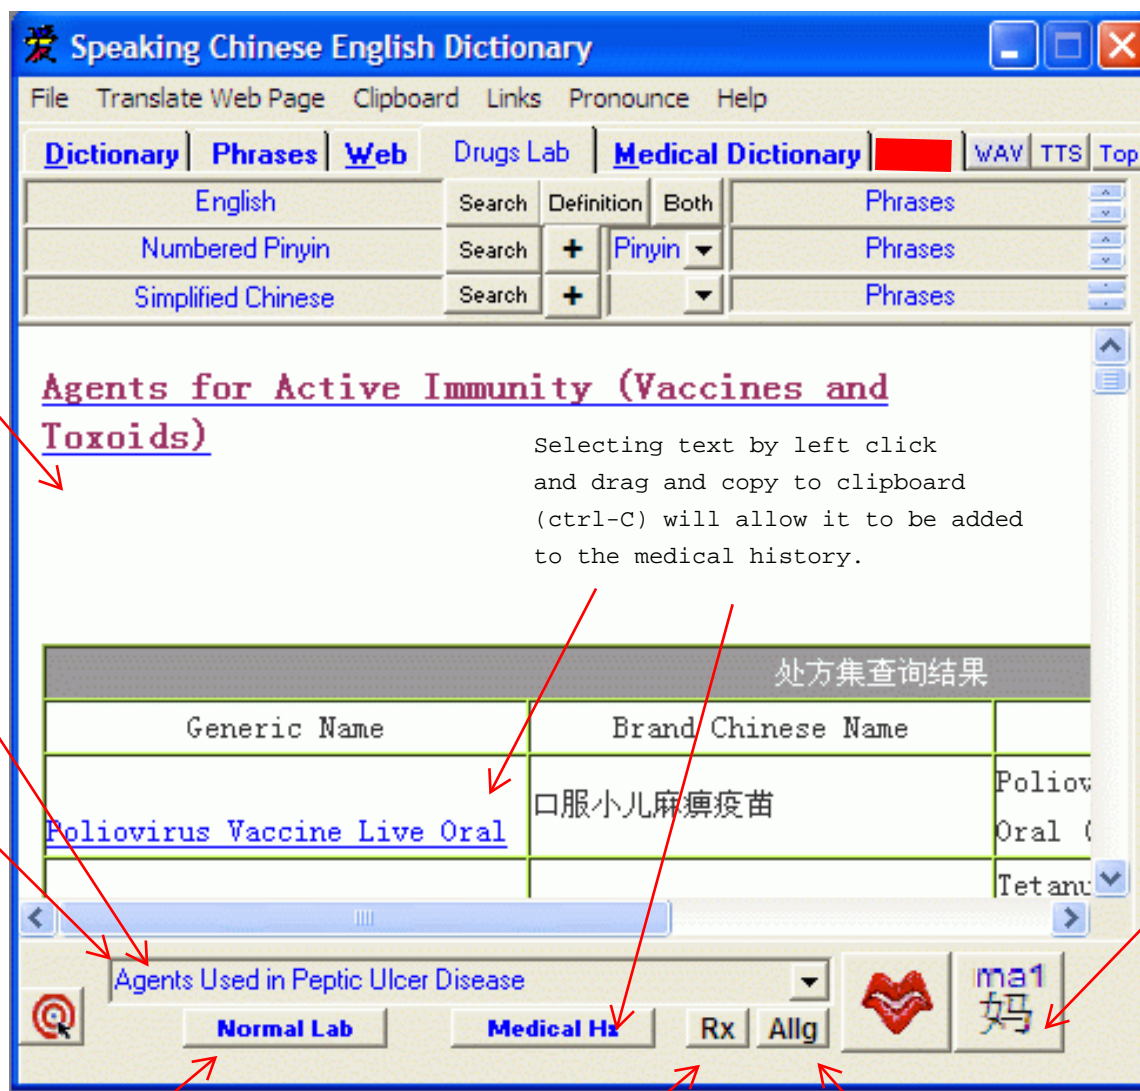 Speaking Chinese English Dictionary
File Translate Web Page Clipboard Links Pronounce Help
Dictionary Phrases Web Drugs Lab Medical Dictionary WAV TTS Top
English Search Definition Both Phrases
Numbered Pinyin Search + Pinyin Phrases
Simplified Chinese Search + Phrases
Agents for Active Immunity (Vaccines and
Toxoids)
Selecting text by left click
and drag and copy to clipboard
(ctrl-C) will allow it to be added
to the medical history.
处方集查询结果
Generic Name Brand Chinese Name
Poliovirus Vaccine Live Oral 口服小儿麻痹疫苗 Poliov
Oral (
Tetanu
Agents Used in Peptic Ulcer Disease
ma1
妈
Normal Lab Medical Hx Rx Allg